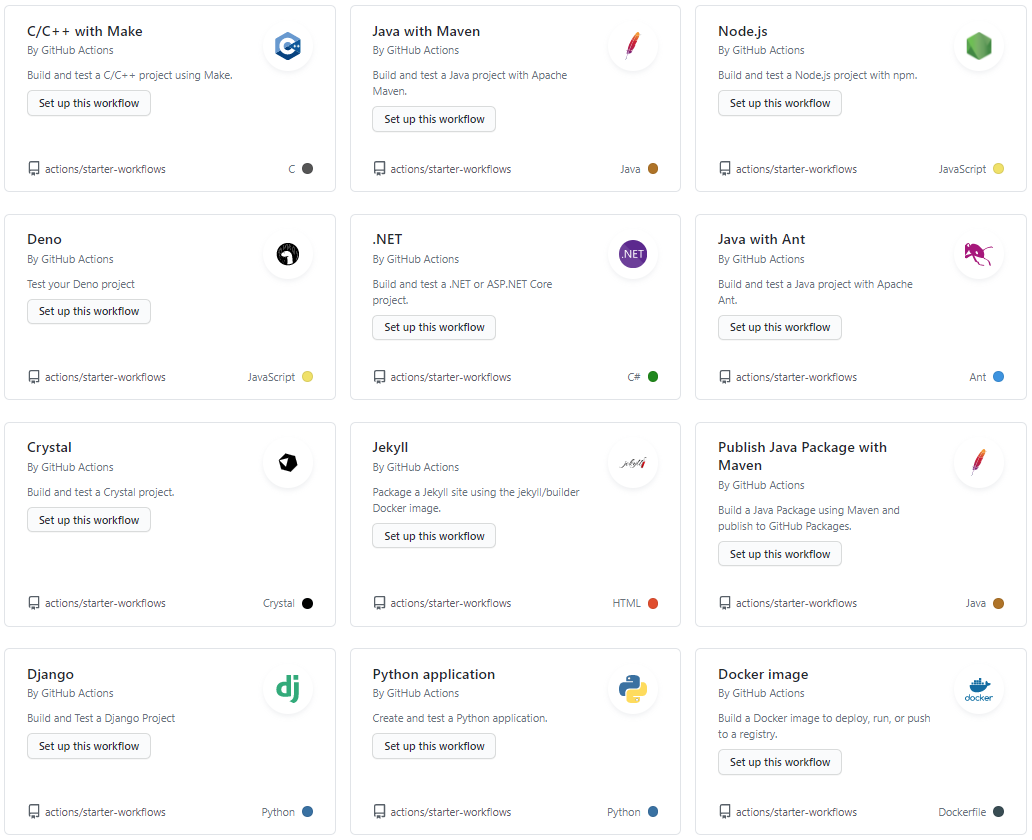 C/C++ with Make
By GitHub Actions
Build and test a C/C++ project using Make.
Set up this workflow
actions/starter-workflows
C
Java with Maven
By GitHub Actions
Build and test a Java project with Apache
Maven.
Set up this workflow
actions/starter-workflows
Java
Node.js
By GitHub Actions
Build and test a Node.js project with npm.
Set up this workflow
actions/starter-workflows
JavaScript
Deno
By GitHub Actions
Test your Deno project
Set up this workflow
actions/starter-workflows
JavaScript
.NET
By GitHub Actions
.NET
Build and test a .NET or ASP.NET Core
project.
Set up this workflow
actions/starter-workflows
C#
Java with Ant
By GitHub Actions
Build and test a Java project with Apache
Ant.
Set up this workflow
actions/starter-workflows
Ant
Crystal
By GitHub Actions
Build and test a Crystal project.
Set up this workflow
actions/starter-workflows
Crystal
Jekyll
By GitHub Actions
jekyll
Package a Jekyll site using the jekyll/builder
Docker image.
Set up this workflow
actions/starter-workflows
HTML
Publish Java Package with
Maven
By GitHub Actions
Build a Java Package using Maven and
publish to GitHub Packages.
Set up this workflow
actions/starter-workflows
Java
Django
By GitHub Actions
dj
Build and Test a Django Project
Set up this workflow
actions/starter-workflows
Python
Python application
By GitHub Actions
Create and test a Python application.
Set up this workflow
actions/starter-workflows
Python
Docker image
By GitHub Actions
docker
Build a Docker image to deploy, run, or push
to a registry.
Set up this workflow
actions/starter-workflows
Dockerfile